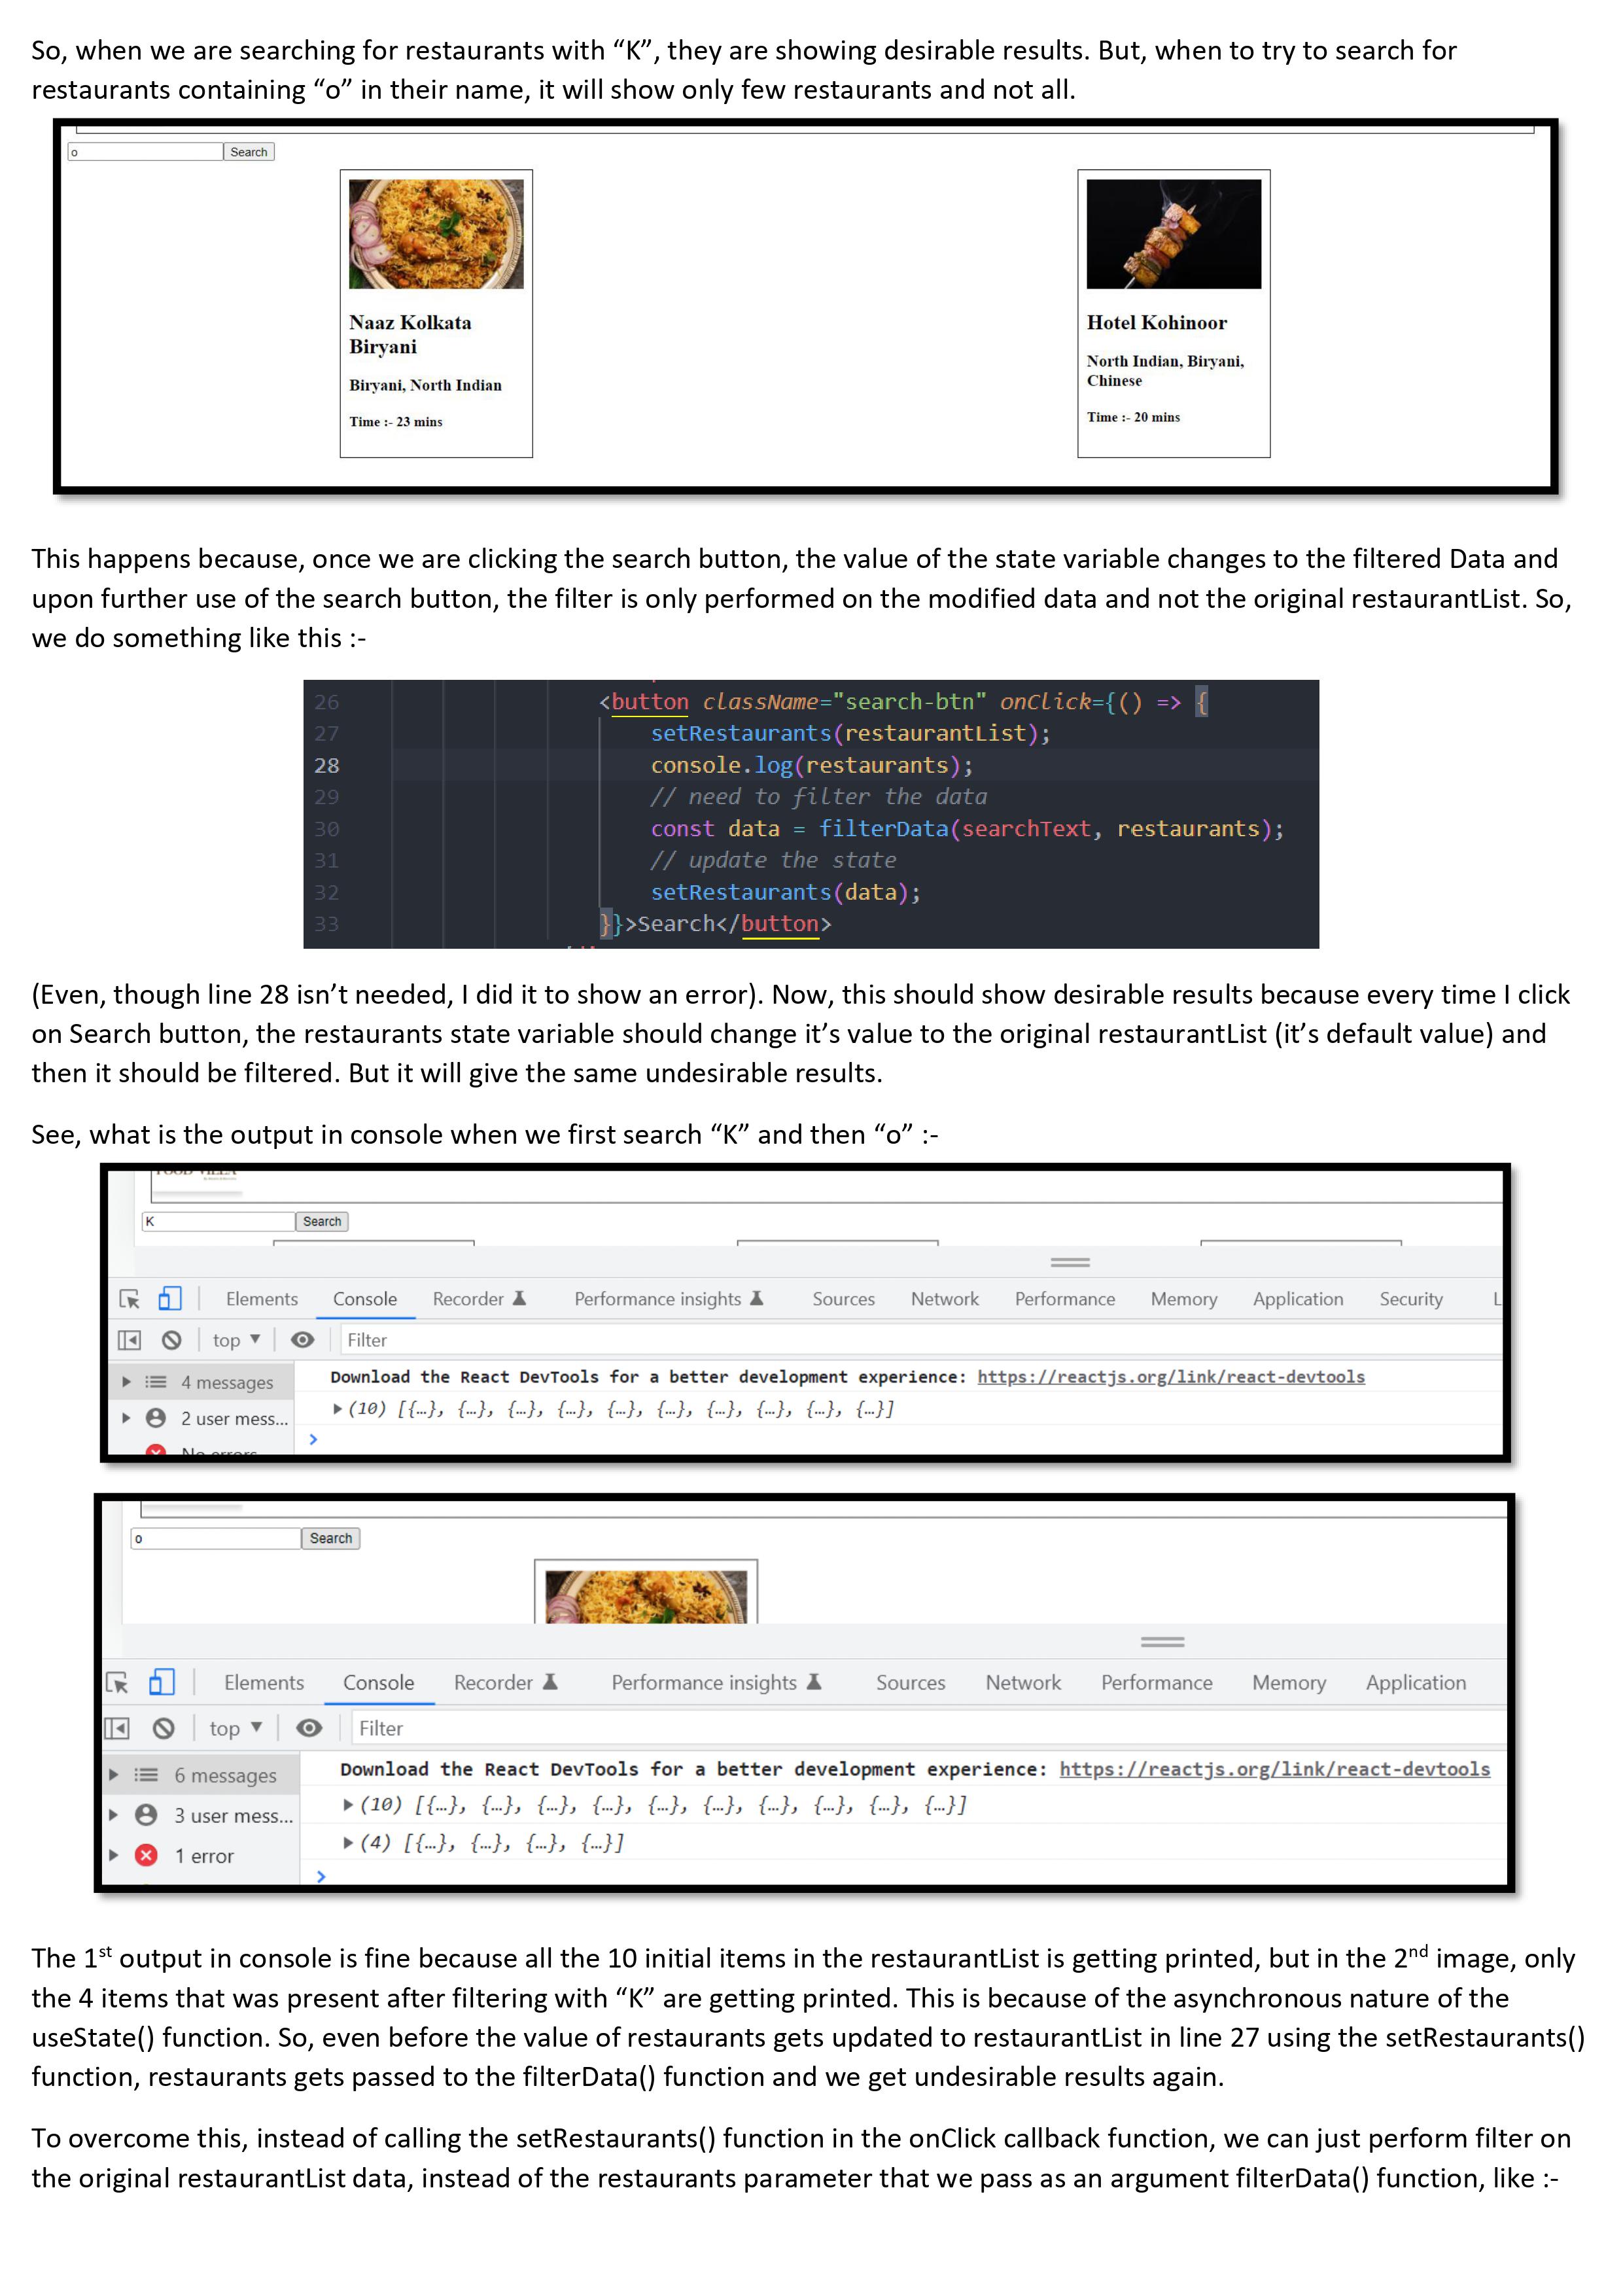 So, when we are searching for restaurants with “K”, they are showing desirable results. But, when to try to search for
restaurants containing “o” in their name, it will show only few restaurants and not all.
o Search
Naaz Kolkata
Biryani
Biryani, North Indian
Time :- 23 mins
Hotel Kohinoor
North Indian, Biryani,
Chinese
Time :- 20 mins
This happens because, once we are clicking the search button, the value of the state variable changes to the filtered Data and
upon further use of the search button, the filter is only performed on the modified data and not the original restaurantList. So,
we do something like this :-
26 <button className="search-btn" onClick={() => {
27 setRestaurants(restaurantList);
28 console.log(restaurants);
29 // need to filter the data
30 const data = filterData(searchText, restaurants);
31 // update the state
32 setRestaurants(data);
33 }}>Search</button>
(Even, though line 28 isn’t needed, I did it to show an error). Now, this should show desirable results because every time I click
on Search button, the restaurants state variable should change it’s value to the original restaurantList (it’s default value) and
then it should be filtered. But it will give the same undesirable results.
See, what is the output in console when we first search “K” and then “o” :-
K Search
Elements Console Recorder Performance insights Sources Network Performance Memory Application Security L
top Filter
4 messages
2 user mess...
No errors
Download the React DevTools for a better development experience: https://reactjs.org/link/react-devtools
(10) [{…}, {…}, {…}, {…}, {…}, {…}, {…}, {…}, {…}, {…}]
o Search
Elements Console Recorder Performance insights Sources Network Performance Memory Application
top Filter
6 messages
3 user mess...
1 error
Download the React DevTools for a better development experience: https://reactjs.org/link/react-devtools
(10) [{…}, {…}, {…}, {…}, {…}, {…}, {…}, {…}, {…}, {…}]
(4) [{…}, {…}, {…}, {…}]
The 1st output in console is fine because all the 10 initial items in the restaurantList is getting printed, but in the 2nd image, only
the 4 items that was present after filtering with “K” are getting printed. This is because of the asynchronous nature of the
useState() function. So, even before the value of restaurants gets updated to restaurantList in line 27 using the setRestaurants()
function, restaurants gets passed to the filterData() function and we get undesirable results again.
To overcome this, instead of calling the setRestaurants() function in the onClick callback function, we can just perform filter on
the original restaurantList data, instead of the restaurants parameter that we pass as an argument filterData() function, like :-